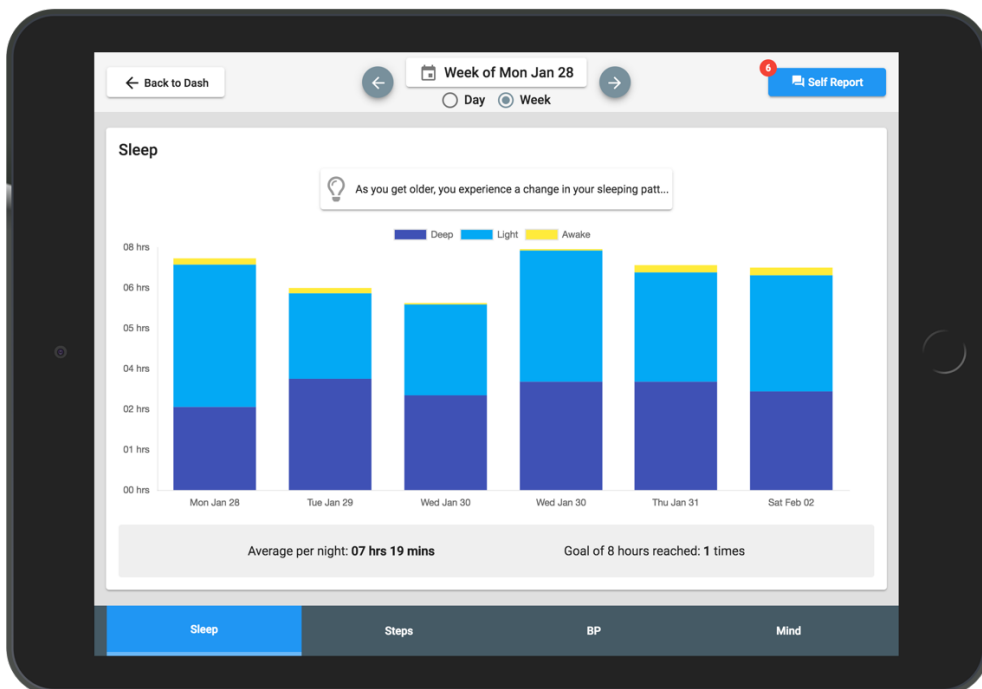 Back to Dash
Week of Mon Jan 28
Day Week
6
Self Report
Sleep
As you get older, you experience a change in your sleeping patt...
Deep Light Awake
08 hrs
06 hrs
05 hrs
04 hrs
02 hrs
01 hrs
00 hrs
Mon Jan 28 Tue Jan 29 Wed Jan 30 Wed Jan 30 Thu Jan 31 Sat Feb 02
Average per night: 07 hrs 19 mins Goal of 8 hours reached: 1 times
Sleep Steps BP Mind